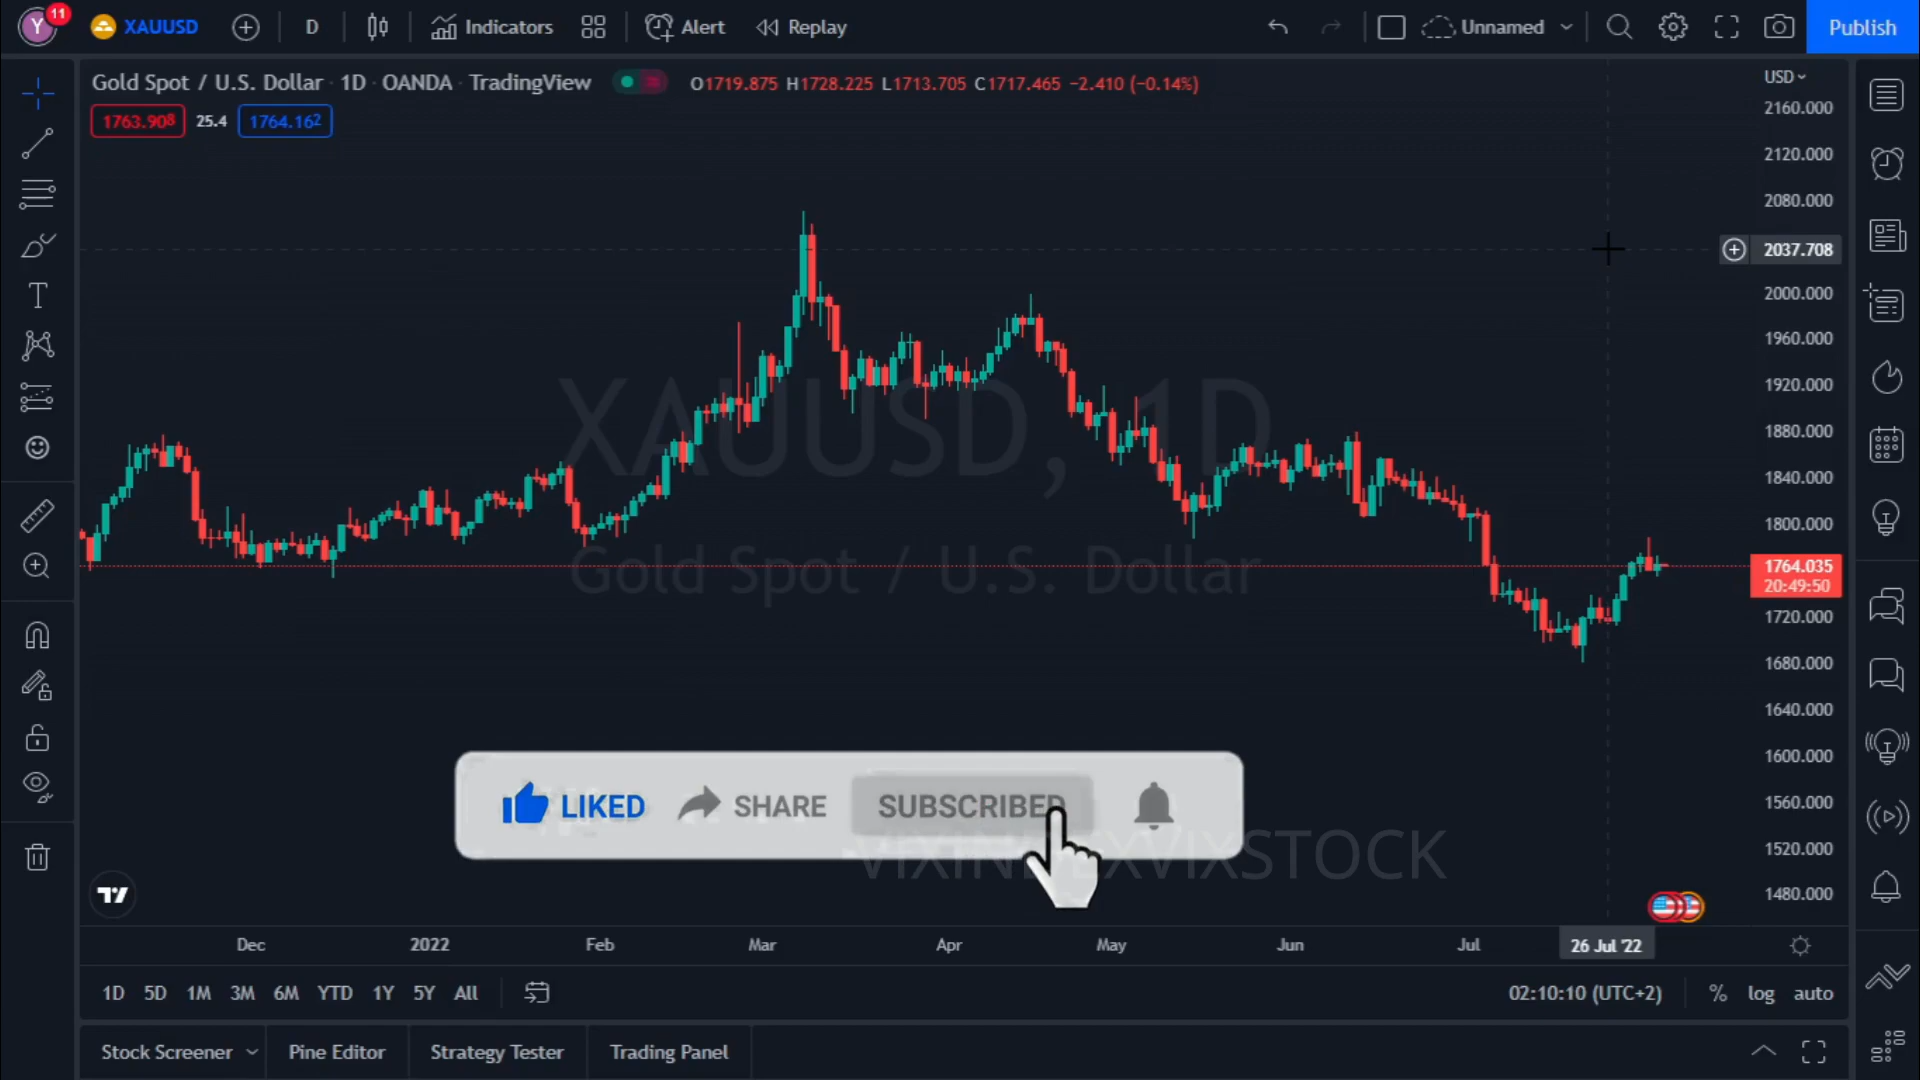 Y 11 XAUUSD D Indicators Alert Replay Unnamed Publish
Gold Spot / U.S. Dollar · 1D · OANDA · TradingView O1719.875 H1728.225 L1713.705 C1717.465 −2.410 (−0.14%)
1763.908 25.4 1764.162
USD
2160.000
2120.000
2080.000
2037.708
2000.000
1960.000
1920.000
1880.000
1840.000
1800.000
1764.035
20:49:50
1720.000
1680.000
1640.000
1600.000
1560.000
1520.000
1480.000
XAUUSD, 1D
Gold Spot / U.S. Dollar
LIKED SHARE SUBSCRIBED
VIXINDEXVIXSTOCK
Dec 2022 Feb Mar Apr May Jun Jul 26 Jul '22
1D 5D 1M 3M 6M YTD 1Y 5Y All 02:10:10 (UTC+2) % log auto
Stock Screener Pine Editor Strategy Tester Trading Panel